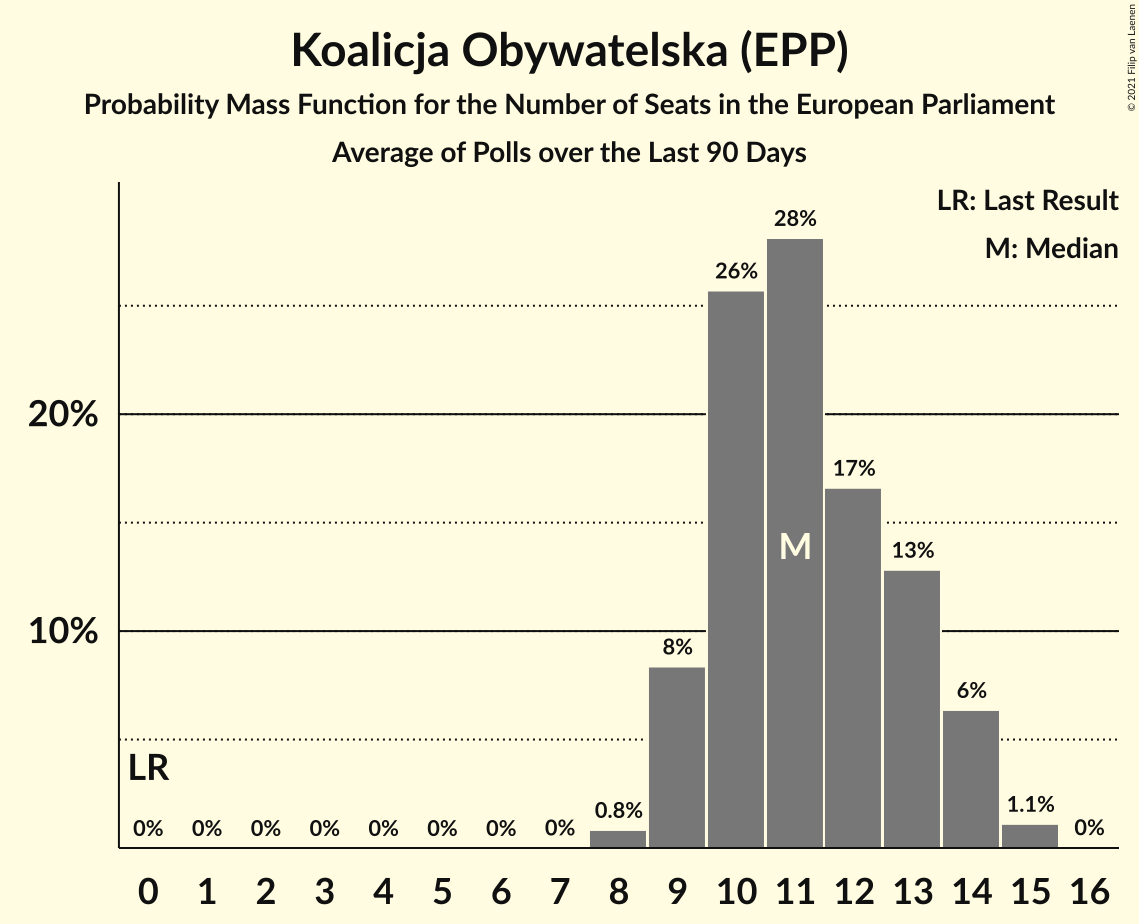 Koalicja Obywatelska (EPP)
Probability Mass Function for the Number of Seats in the European Parliament
Average of Polls over the Last 90 Days
© 2021 Filip van Laenen
LR: Last Result
M: Median
28%
26%
20%
17%
M
13%
10%
8%
6%
LR
0% 0% 0% 0% 0% 0% 0% 0% 0.8% 1.1% 0%
0 1 2 3 4 5 6 7 8 9 10 11 12 13 14 15 16